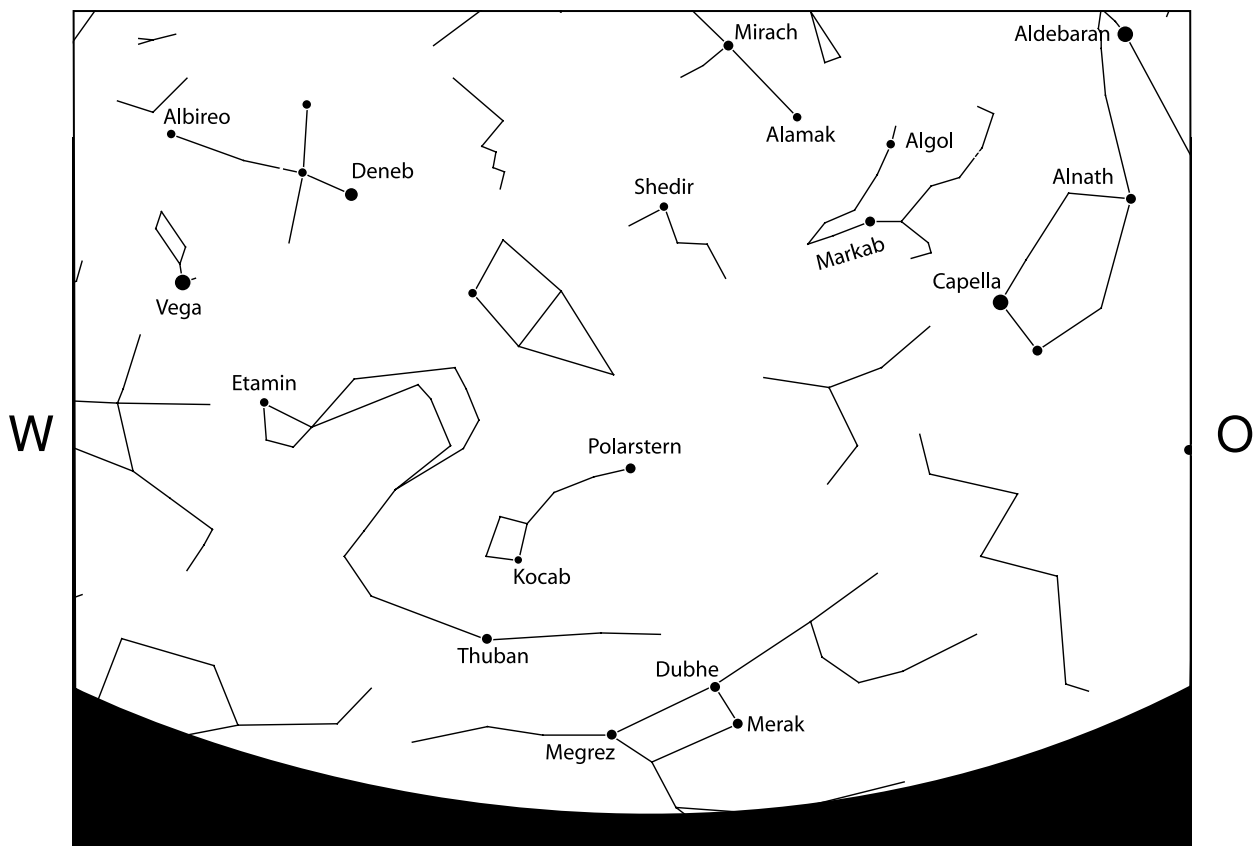 Mirach
Aldebaran
Albireo
Alamak
Algol
Deneb
Alnath
Shedir
Markab
Capella
Vega
Etamin
W
Polarstern
O
Kocab
Thuban
Dubhe
Merak
Megrez